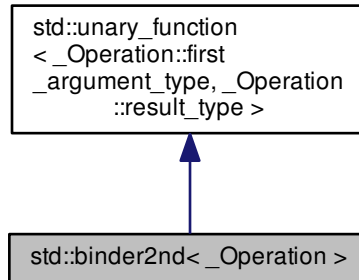 std::unary_function
< _Operation::first
_argument_type, _Operation
::result_type >
std::binder2nd< _Operation >